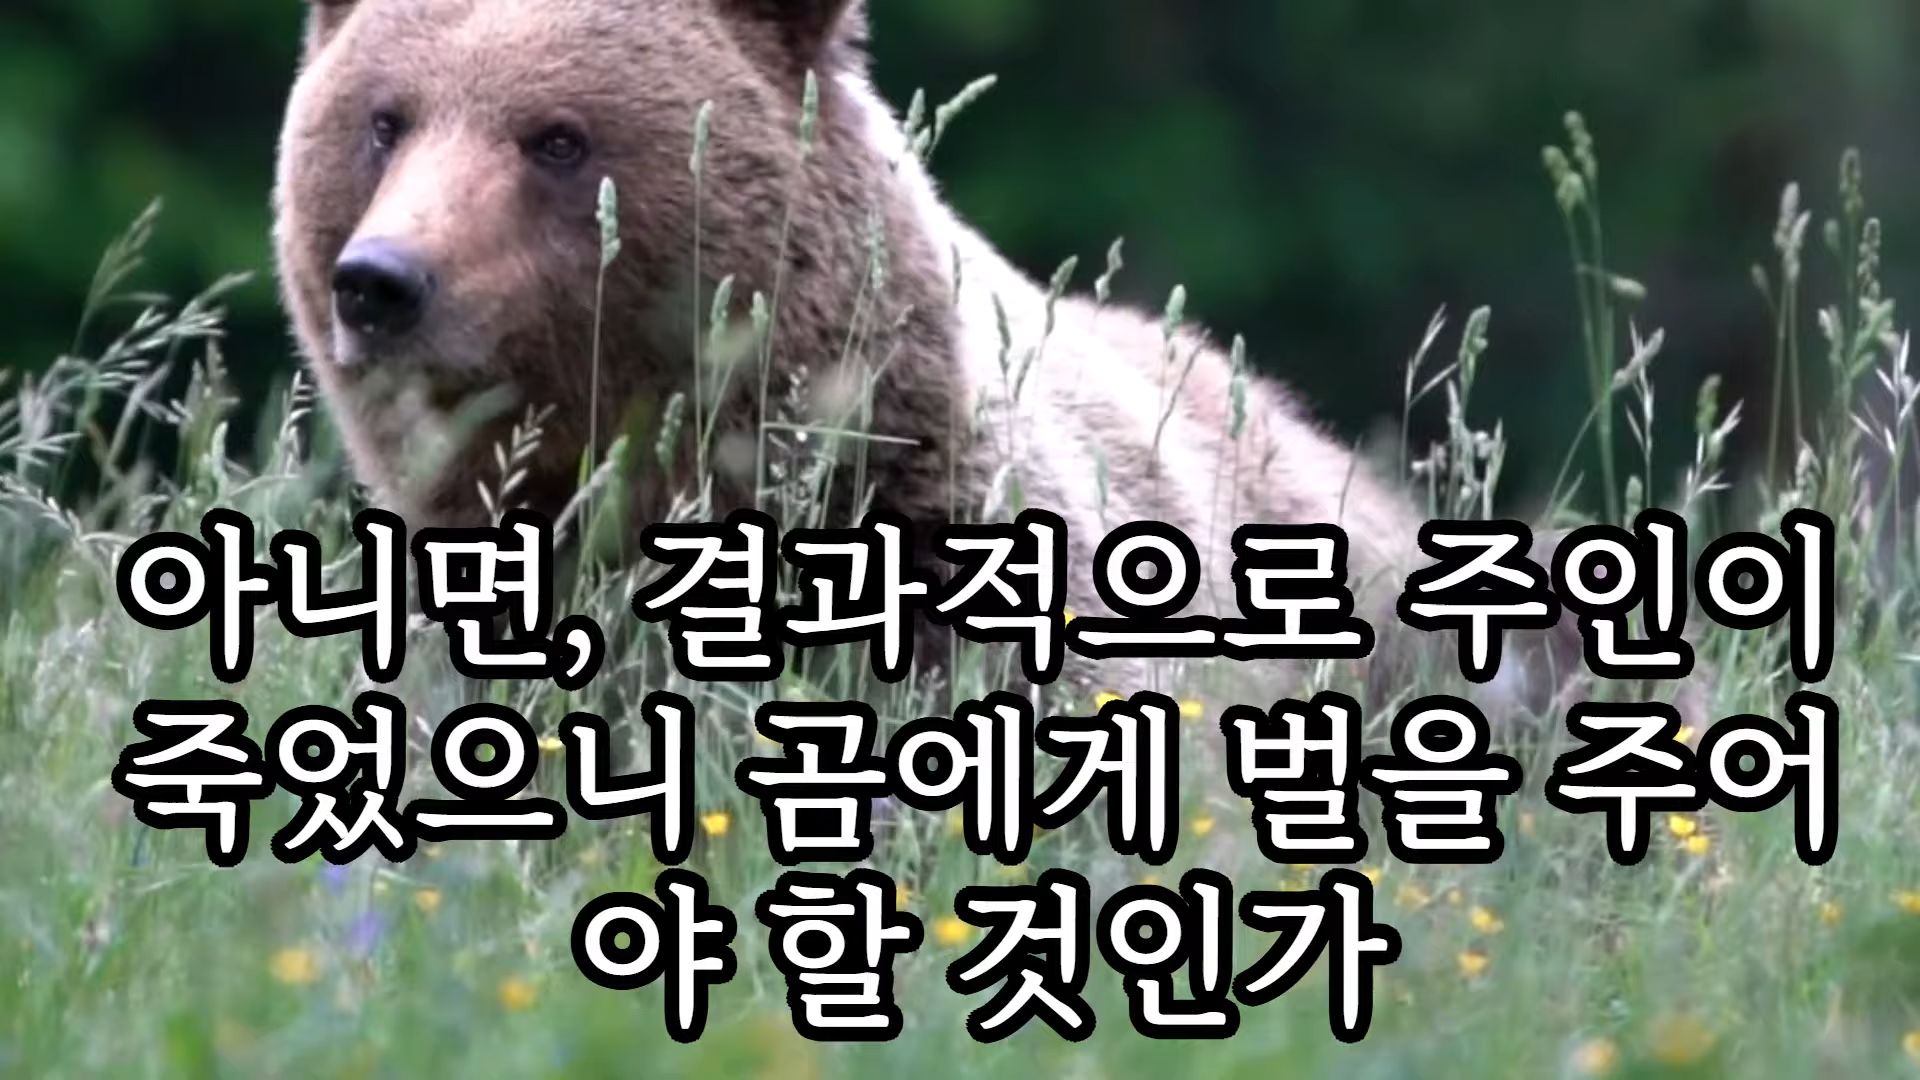 아니면, 결과적으로 주인이
죽었으니 곰에게 벌을 주어
야 할 것인가